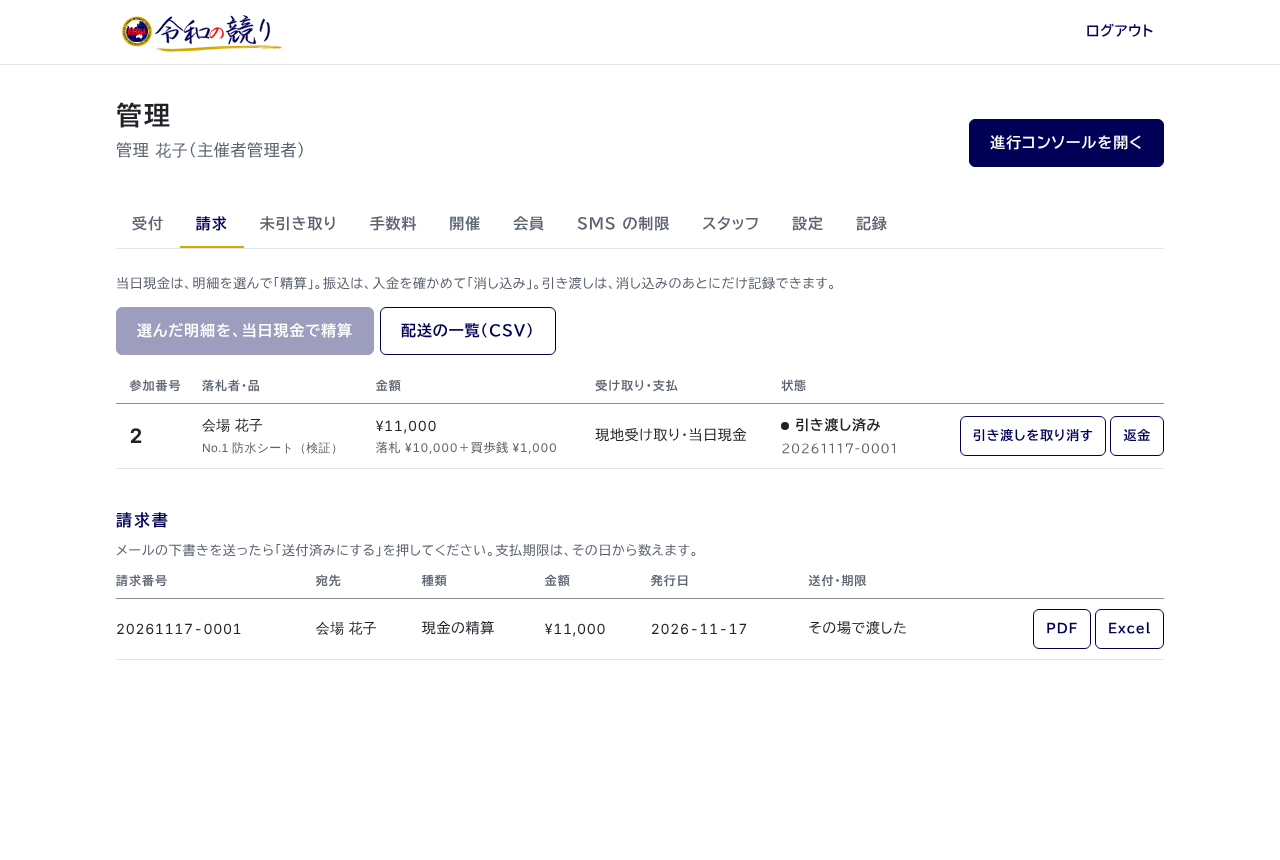 令和の競り
ログアウト
管理
管理 花子（主催者管理者）
進行コンソールを開く
受付 請求 未引き取り 手数料 開催 会員 SMS の制限 スタッフ 設定 記録
当日現金は、明細を選んで「精算」。振込は、入金を確かめて「消し込み」。引き渡しは、消し込みのあとにだけ記録できます。
選んだ明細を、当日現金で精算 配送の一覧（CSV）
参加番号 落札者・品 金額 受け取り・支払 状態
2 会場 花子 ¥11,000 現地受け取り・当日現金 引き渡し済み 引き渡しを取り消す 返金
No.1 防水シート（検証） 落札 ¥10,000＋買歩銭 ¥1,000 20261117-0001
請求書
メールの下書きを送ったら「送付済みにする」を押してください。支払期限は、その日から数えます。
請求番号 宛先 種類 金額 発行日 送付・期限
20261117-0001 会場 花子 現金の精算 ¥11,000 2026-11-17 その場で渡した PDF Excel